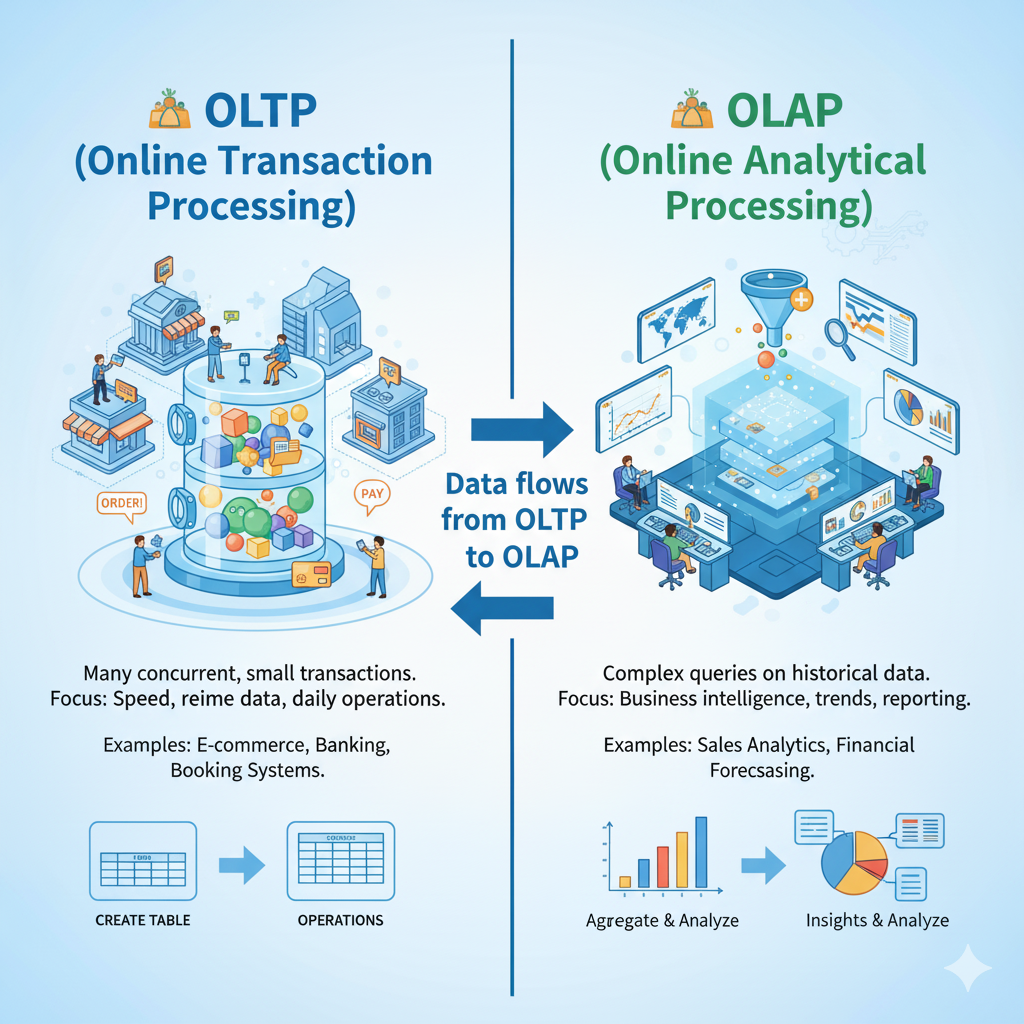 OLTP
(Online Transaction
Processing)
OLAP
(Online Analytical
Processing)
ORDER!
PAY
Data flows
from OLTP
to OLAP
Many concurrent, small transactions.
Focus: Speed, reime data, daily operations.
Examples: E-commerce, Banking,
Booking Systems.
CREATE TABLE
OPERATIONS
Complex queries on historical data.
Focus: Business intelligence, trends, reporting.
Examples: Sales Analytics, Financial
Forecsasing.
Agregate & Analyze
Insights & Analyze